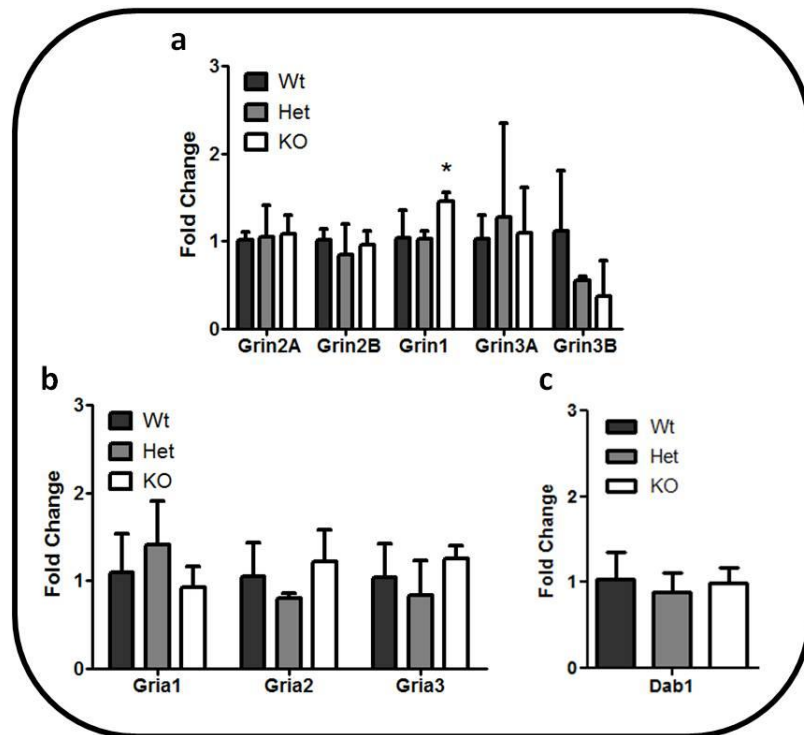 a
3
2
1
0
Fold Change
Wt
Het
KO
*
Grin2A Grin2B Grin1 Grin3A Grin3B
b
3
2
1
0
Fold Change
Wt
Het
KO
Gria1 Gria2 Gria3
c
3
2
1
0
Fold Change
Wt
Het
KO
Dab1